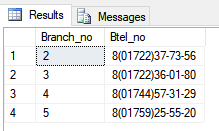 Results Messages
Branch_no Btel_no
1 2 8(01722)37-73-56
2 3 8(01722)36-01-80
3 4 8(01744)57-31-29
4 5 8(01759)25-55-20